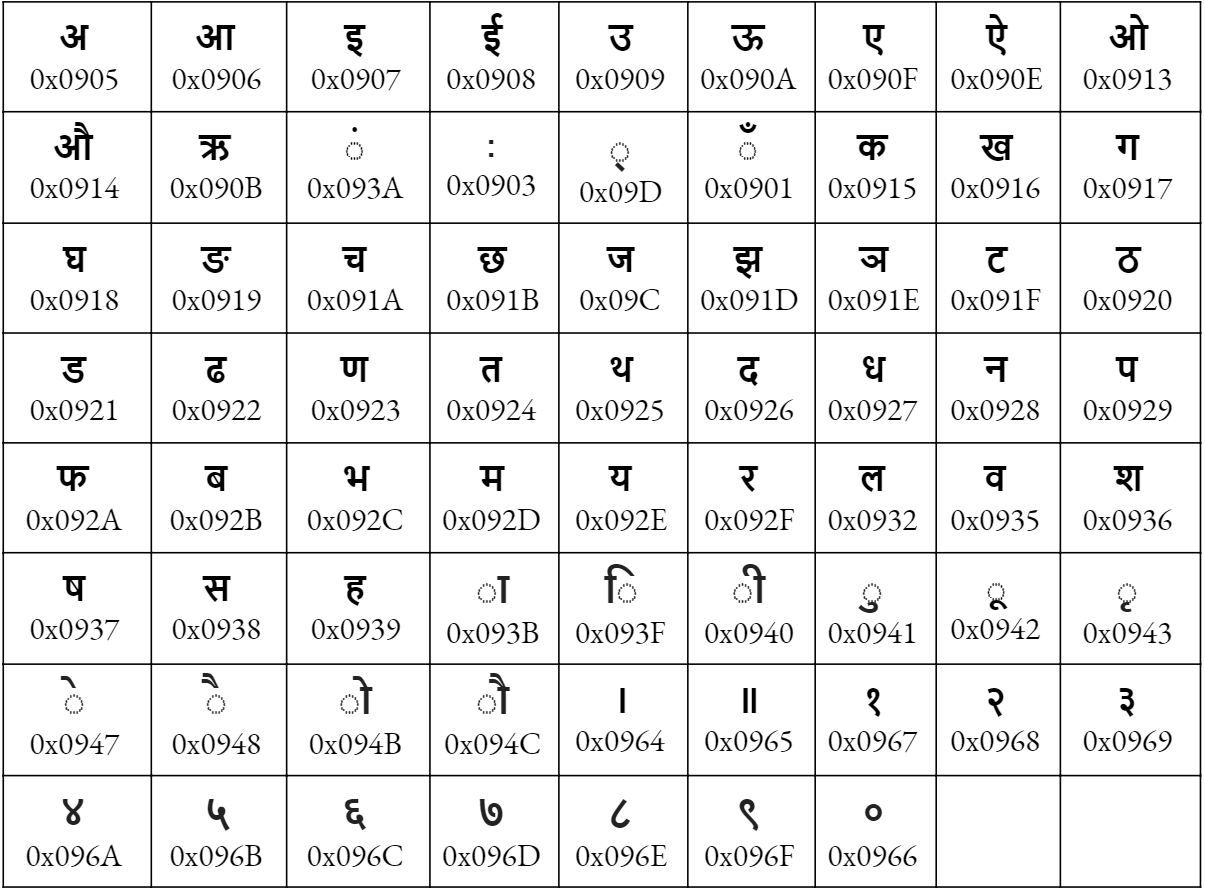 अ आ इ ई उ ऊ ए ऐ ओ
0x0905 0x0906 0x0907 0x0908 0x0909 0x090A 0x090F 0x090E 0x0913
औ ऋ ं : ् ँ क ख ग
0x0914 0x090B 0x093A 0x0903 0x09D 0x0901 0x0915 0x0916 0x0917
घ ङ च छ ज झ ञ ट ठ
0x0918 0x0919 0x091A 0x091B 0x09C 0x091D 0x091E 0x091F 0x0920
ड ढ ण त थ द ध न प
0x0921 0x0922 0x0923 0x0924 0x0925 0x0926 0x0927 0x0928 0x0929
फ ब भ म य र ल व श
0x092A 0x092B 0x092C 0x092D 0x092E 0x092F 0x0932 0x0935 0x0936
ष स ह ा ि ी ु ू ृ
0x0937 0x0938 0x0939 0x093B 0x093F 0x0940 0x0941 0x0942 0x0943
े ै ो ौ । ॥ १ २ ३
0x0947 0x0948 0x094B 0x094C 0x0964 0x0965 0x0967 0x0968 0x0969
४ ५ ६ ७ ८ ९ ०
0x096A 0x096B 0x096C 0x096D 0x096E 0x096F 0x0966